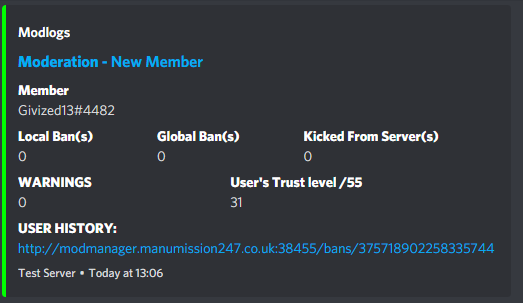 Modlogs
Moderation - New Member
Member
Givized13#4482
Local Ban(s) Global Ban(s) Kicked From Server(s)
0 0 0
WARNINGS User's Trust level /55
0 31
USER HISTORY:
http://modmanager.manumission247.co.uk:38455/bans/375718902258335744
Test Server • Today at 13:06